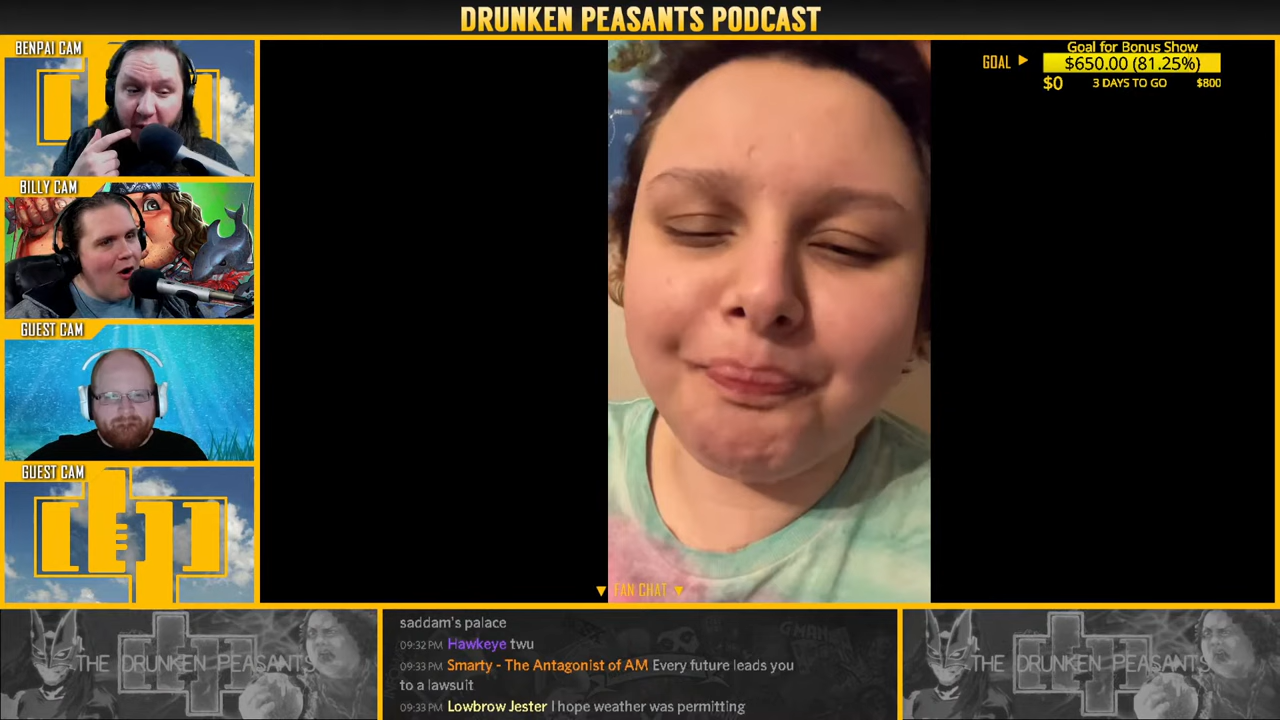 DRUNKEN PEASANTS PODCAST
BENPAI CAM
BILLY CAM
GUEST CAM
GUEST CAM
Goal for Bonus Show
GOAL ▶ $650.00 (81.25%)
$0 3 DAYS TO GO $800
▼ FAN CHAT ▼
saddam's palace
09:32 PM Hawkeye twu
09:33 PM Smarty - The Antagonist of AM Every future leads you
to a lawsuit
09:33 PM Lowbrow Jester I hope weather was permitting
THE DRUNKEN PEASANTS
THE DRUNKEN PEASANTS